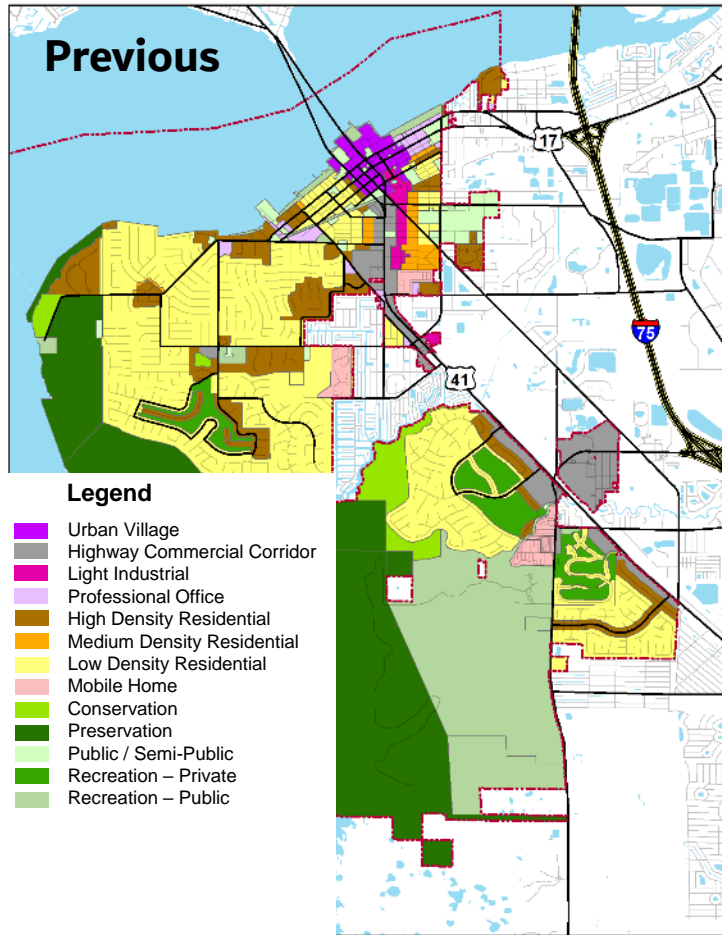 Previous
17
75
41
Legend
Urban Village
Highway Commercial Corridor
Light Industrial
Professional Office
High Density Residential
Medium Density Residential
Low Density Residential
Mobile Home
Conservation
Preservation
Public / Semi-Public
Recreation – Private
Recreation – Public